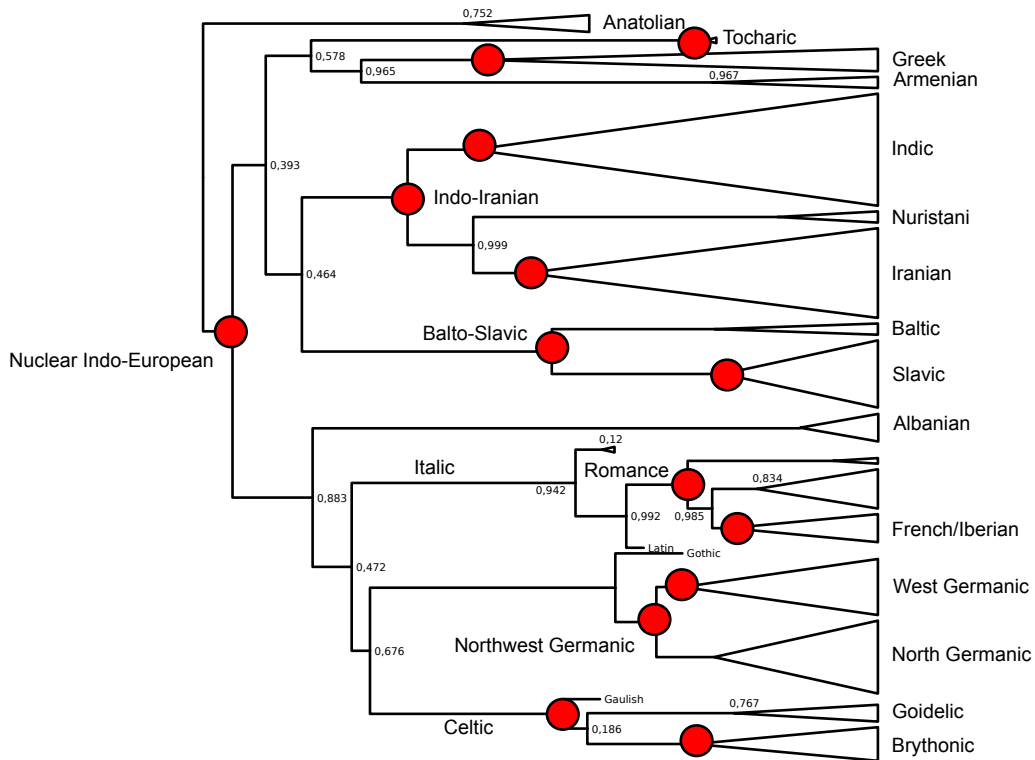 0,752
Anatolian
Tocharic
0,578
Greek
0,965
0,967
Armenian
Indic
0,393
Indo-Iranian
Nuristani
0,999
0,464
Iranian
Balto-Slavic
Baltic
Nuclear Indo-European
Slavic
Albanian
0,12
Italic
Romance
0,834
0,942
0,883
0,992
0,985
French/Iberian
Latin
Gothic
0,472
West Germanic
Northwest Germanic
0,676
North Germanic
Gaulish
0,767
Goidelic
Celtic
0,186
Brythonic